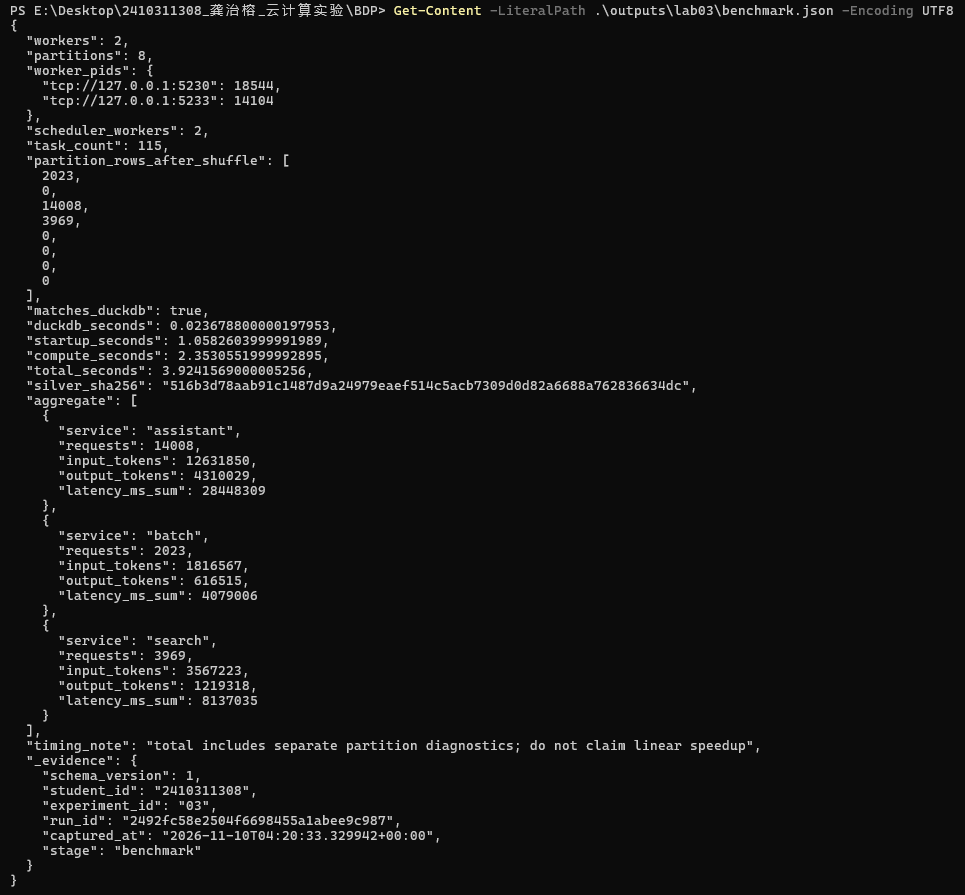 PS E:\Desktop\2410311308_龚治榕_云计算实验\BDP> Get-Content -LiteralPath .\outputs\lab03\benchmark.json -Encoding UTF8
{
  "workers": 2,
  "partitions": 8,
  "worker_pids": {
    "tcp://127.0.0.1:5230": 18544,
    "tcp://127.0.0.1:5233": 14104
  },
  "scheduler_workers": 2,
  "task_count": 115,
  "partition_rows_after_shuffle": [
    2023,
    0,
    14008,
    3969,
    0,
    0,
    0,
    0
  ],
  "matches_duckdb": true,
  "duckdb_seconds": 0.023678800000197953,
  "startup_seconds": 1.0582603999991989,
  "compute_seconds": 2.3530551999992895,
  "total_seconds": 3.9241569000005256,
  "silver_sha256": "516b3d78aab91c1487d9a24979eaef514c5acb7309d0d82a6688a762836634dc",
  "aggregate": [
    {
      "service": "assistant",
      "requests": 14008,
      "input_tokens": 12631850,
      "output_tokens": 4310029,
      "latency_ms_sum": 28448309
    },
    {
      "service": "batch",
      "requests": 2023,
      "input_tokens": 1816567,
      "output_tokens": 616515,
      "latency_ms_sum": 4079006
    },
    {
      "service": "search",
      "requests": 3969,
      "input_tokens": 3567223,
      "output_tokens": 1219318,
      "latency_ms_sum": 8137035
    }
  ],
  "timing_note": "total includes separate partition diagnostics; do not claim linear speedup",
  "_evidence": {
    "schema_version": 1,
    "student_id": "2410311308",
    "experiment_id": "03",
    "run_id": "2492fc58e2504f6698455a1abee9c987",
    "captured_at": "2026-11-10T04:20:33.329942+00:00",
    "stage": "benchmark"
  }
}